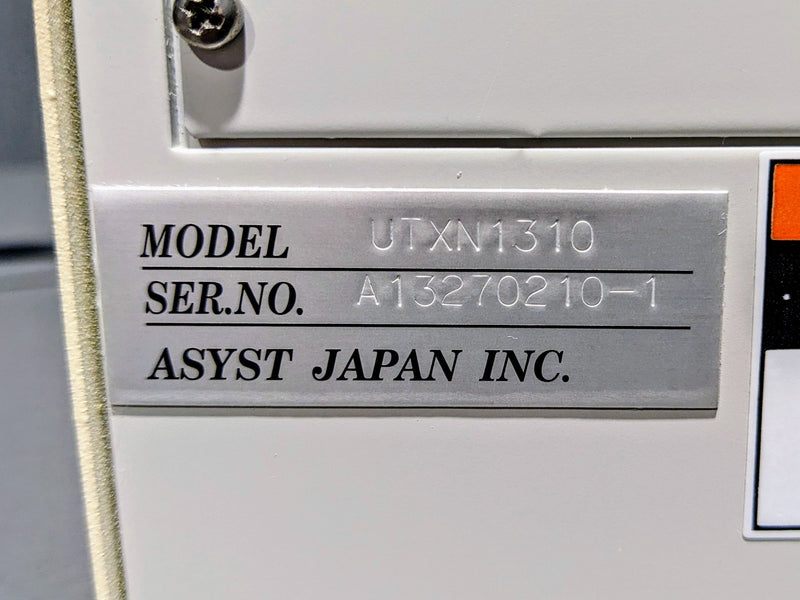 MODEL UTXN1310
SER.NO. A13270210-1
ASYST JAPAN INC.